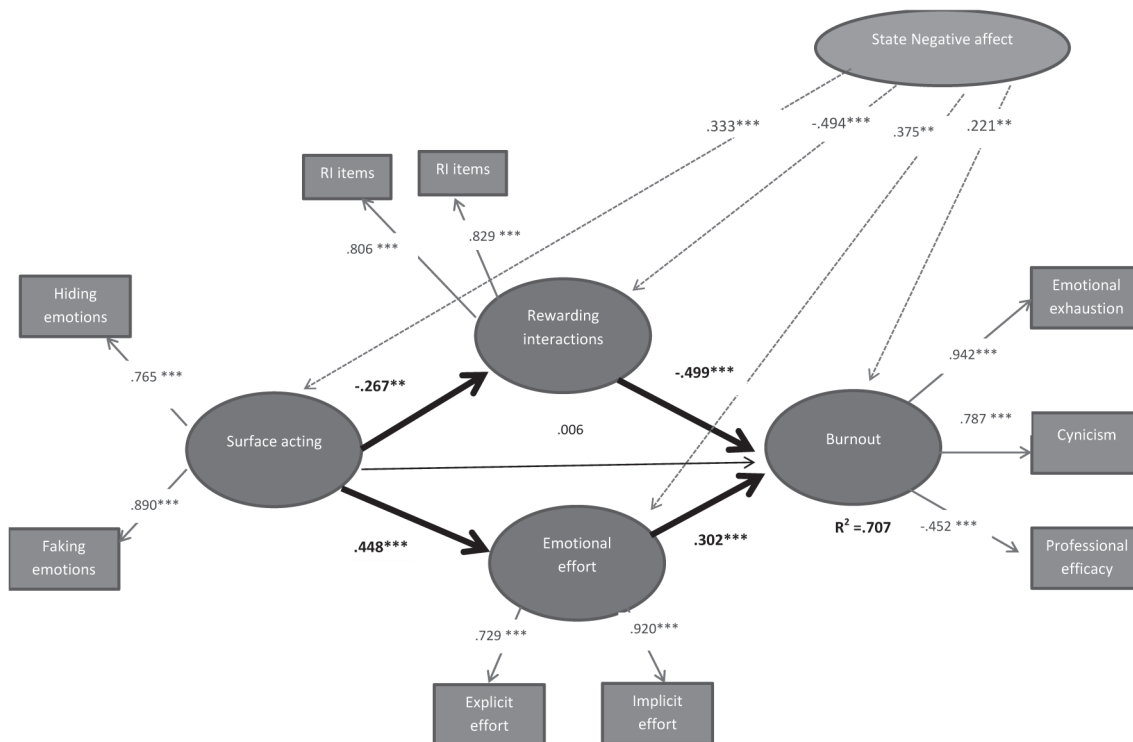 State Negative affect
.333***
-.494***
.375**
.221**
RI items
RI items
.806 ***
.829 ***
Hiding
emotions
Rewarding
interactions
Emotional
exhaustion
.765 ***
-.267**
-.499***
.942***
Surface acting
.006
Burnout
.787 ***
Cynicism
.890***
Faking
emotions
.448***
Emotional
effort
.302***
R² =.707
-.452 ***
Professional
efficacy
.729 ***
.920***
Explicit
effort
Implicit
effort